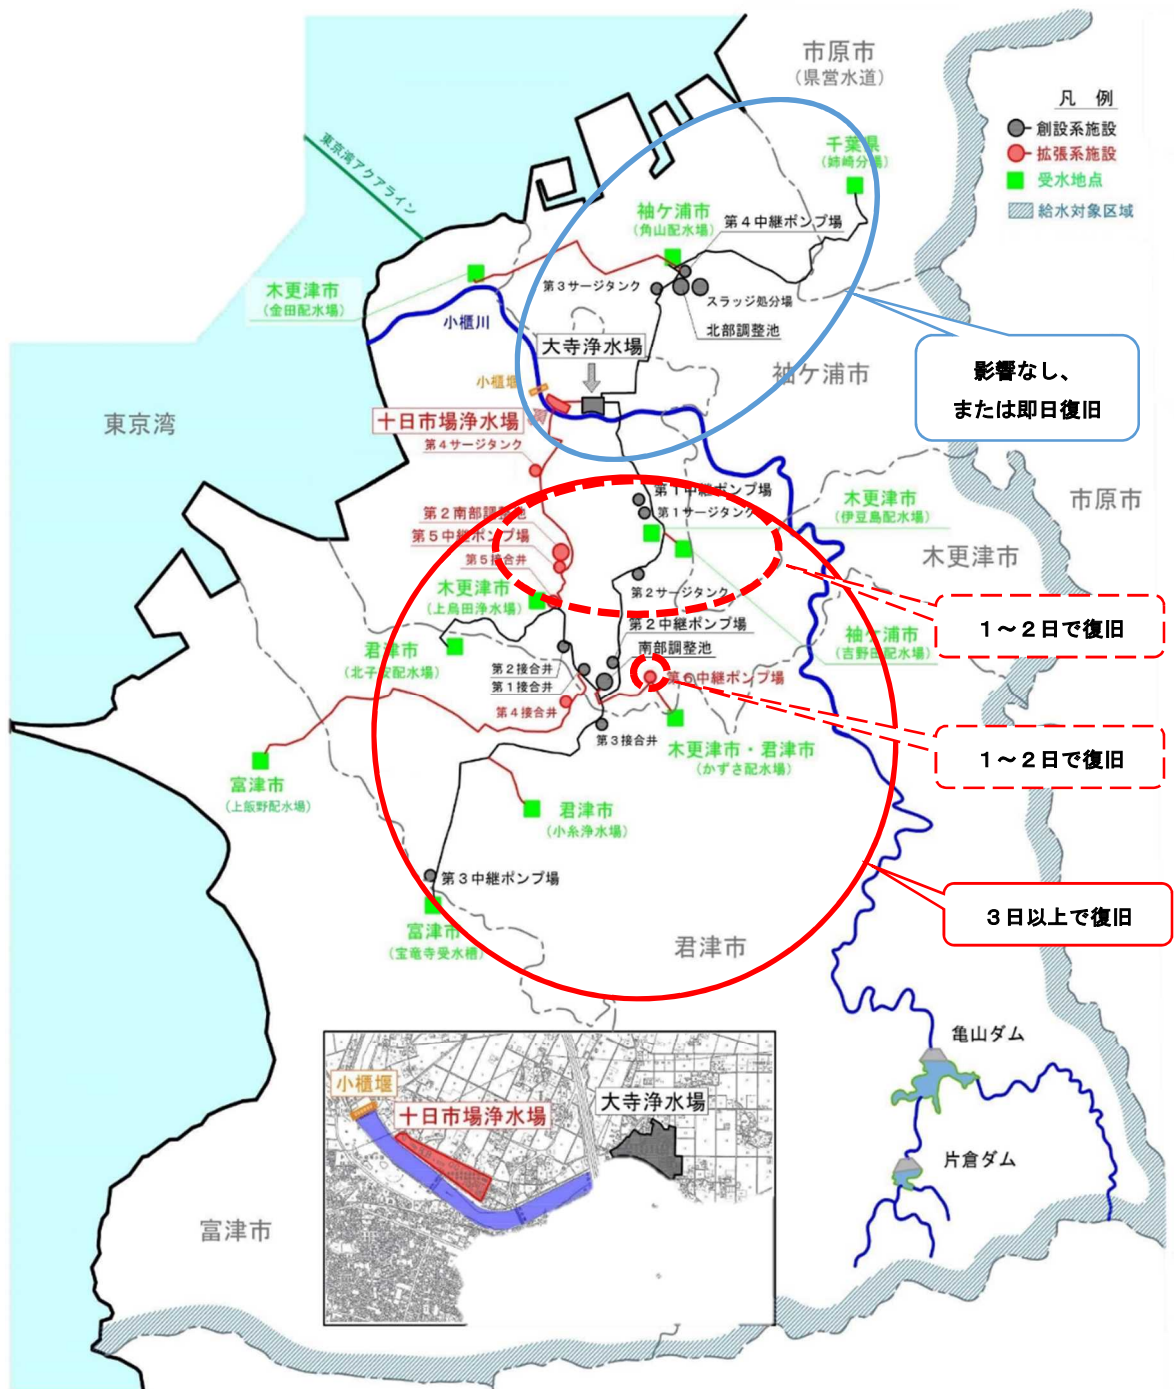 市原市
(県営水道)
凡　例
創設系施設
拡張系施設
受水地点
給水対象区域
東京湾アクアライン
千葉県
(姉崎分場)
袖ケ浦市
(角山配水場)
第４中継ポンプ場
木更津市
(金田配水場)
第３サージタンク
スラッジ処分場
北部調整池
小櫃川
大寺浄水場
小櫃堰
袖ケ浦市
影響なし、
または即日復旧
東京湾
十日市場浄水場
第４サージタンク
第１中継ポンプ場
第１サージタンク
木更津市
(伊豆島配水場)
市原市
第２南部調整池
第５中継ポンプ場
第５接合井
木更津市
木更津市
(上烏田浄水場)
第２サージタンク
１～２日で復旧
第２中継ポンプ場
袖ケ浦市
(吉野田配水場)
君津市
(北子安配水場)
南部調整池
第２接合井
第１接合井
第６中継ポンプ場
第４接合井
第３接合井
木更津市・君津市
(かずさ配水場)
１～２日で復旧
富津市
(上飯野配水場)
君津市
(小糸浄水場)
第３中継ポンプ場
３日以上で復旧
富津市
(宝竜寺受水槽)
君津市
亀山ダム
小櫃堰
十日市場浄水場
大寺浄水場
片倉ダム
富津市